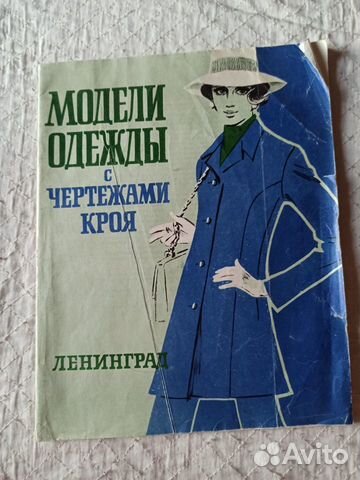 МОДЕЛИ
ОДЕЖДЫ
С
ЧЕРТЕЖАМИ
КРОЯ
ЛЕНИНГРАД
Avito